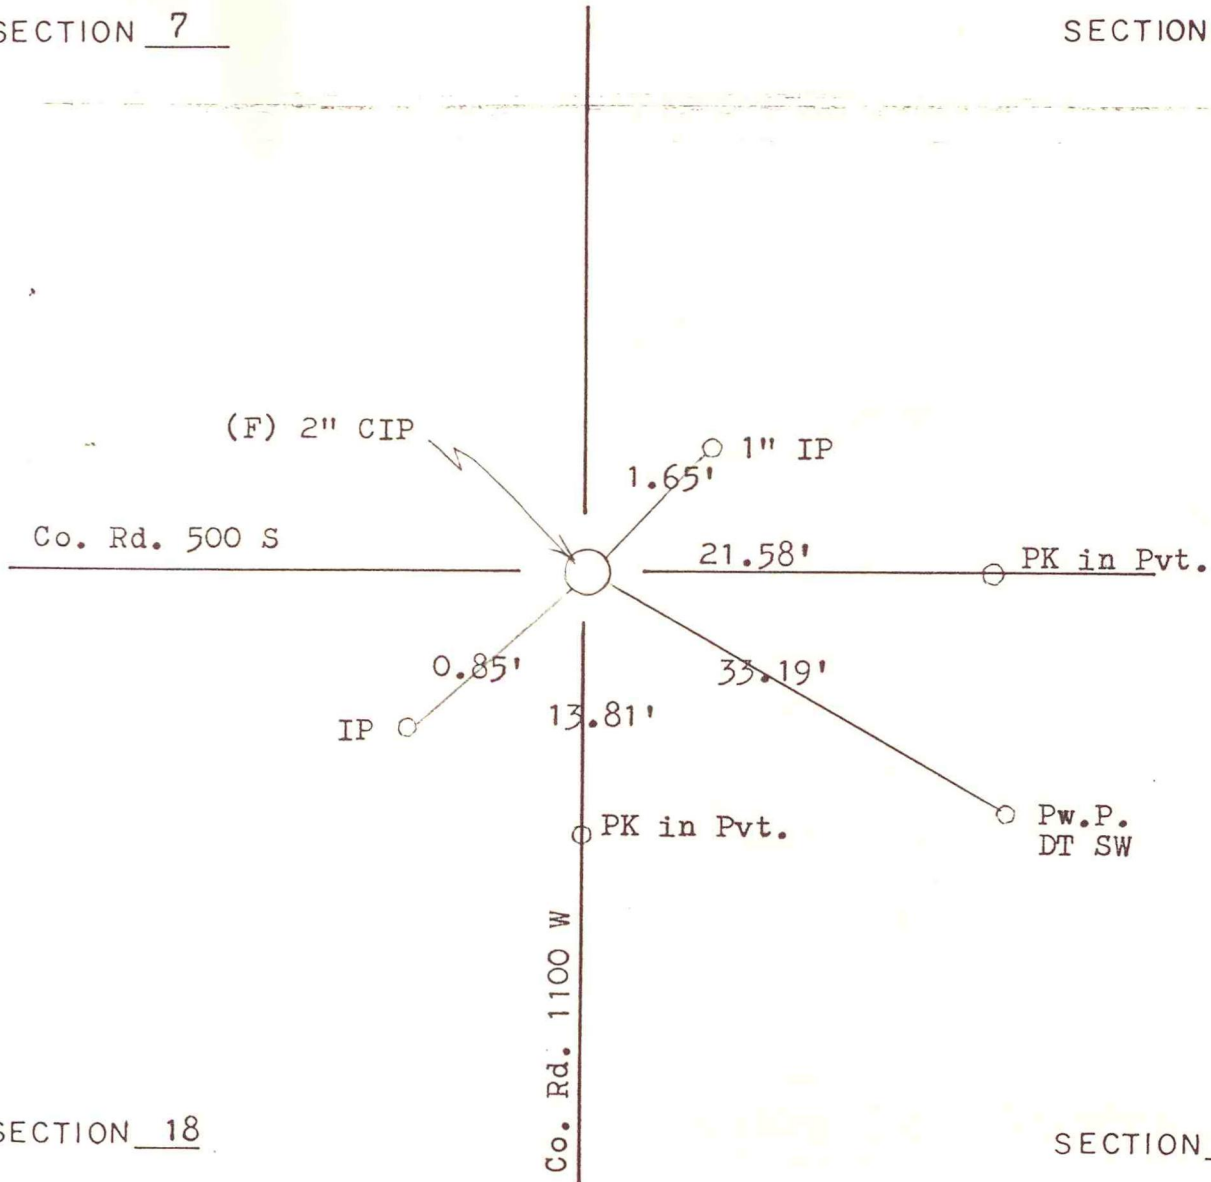 SECTION 7
SECTION
(F) 2" CIP
1" IP
1.65'
Co. Rd. 500 S
21.58'
PK in Pvt.
0.85'
33.19'
IP
13.81'
PK in Pvt.
Pw.P.
DT SW
Co. Rd. 1100 W
SECTION 18
SECTION